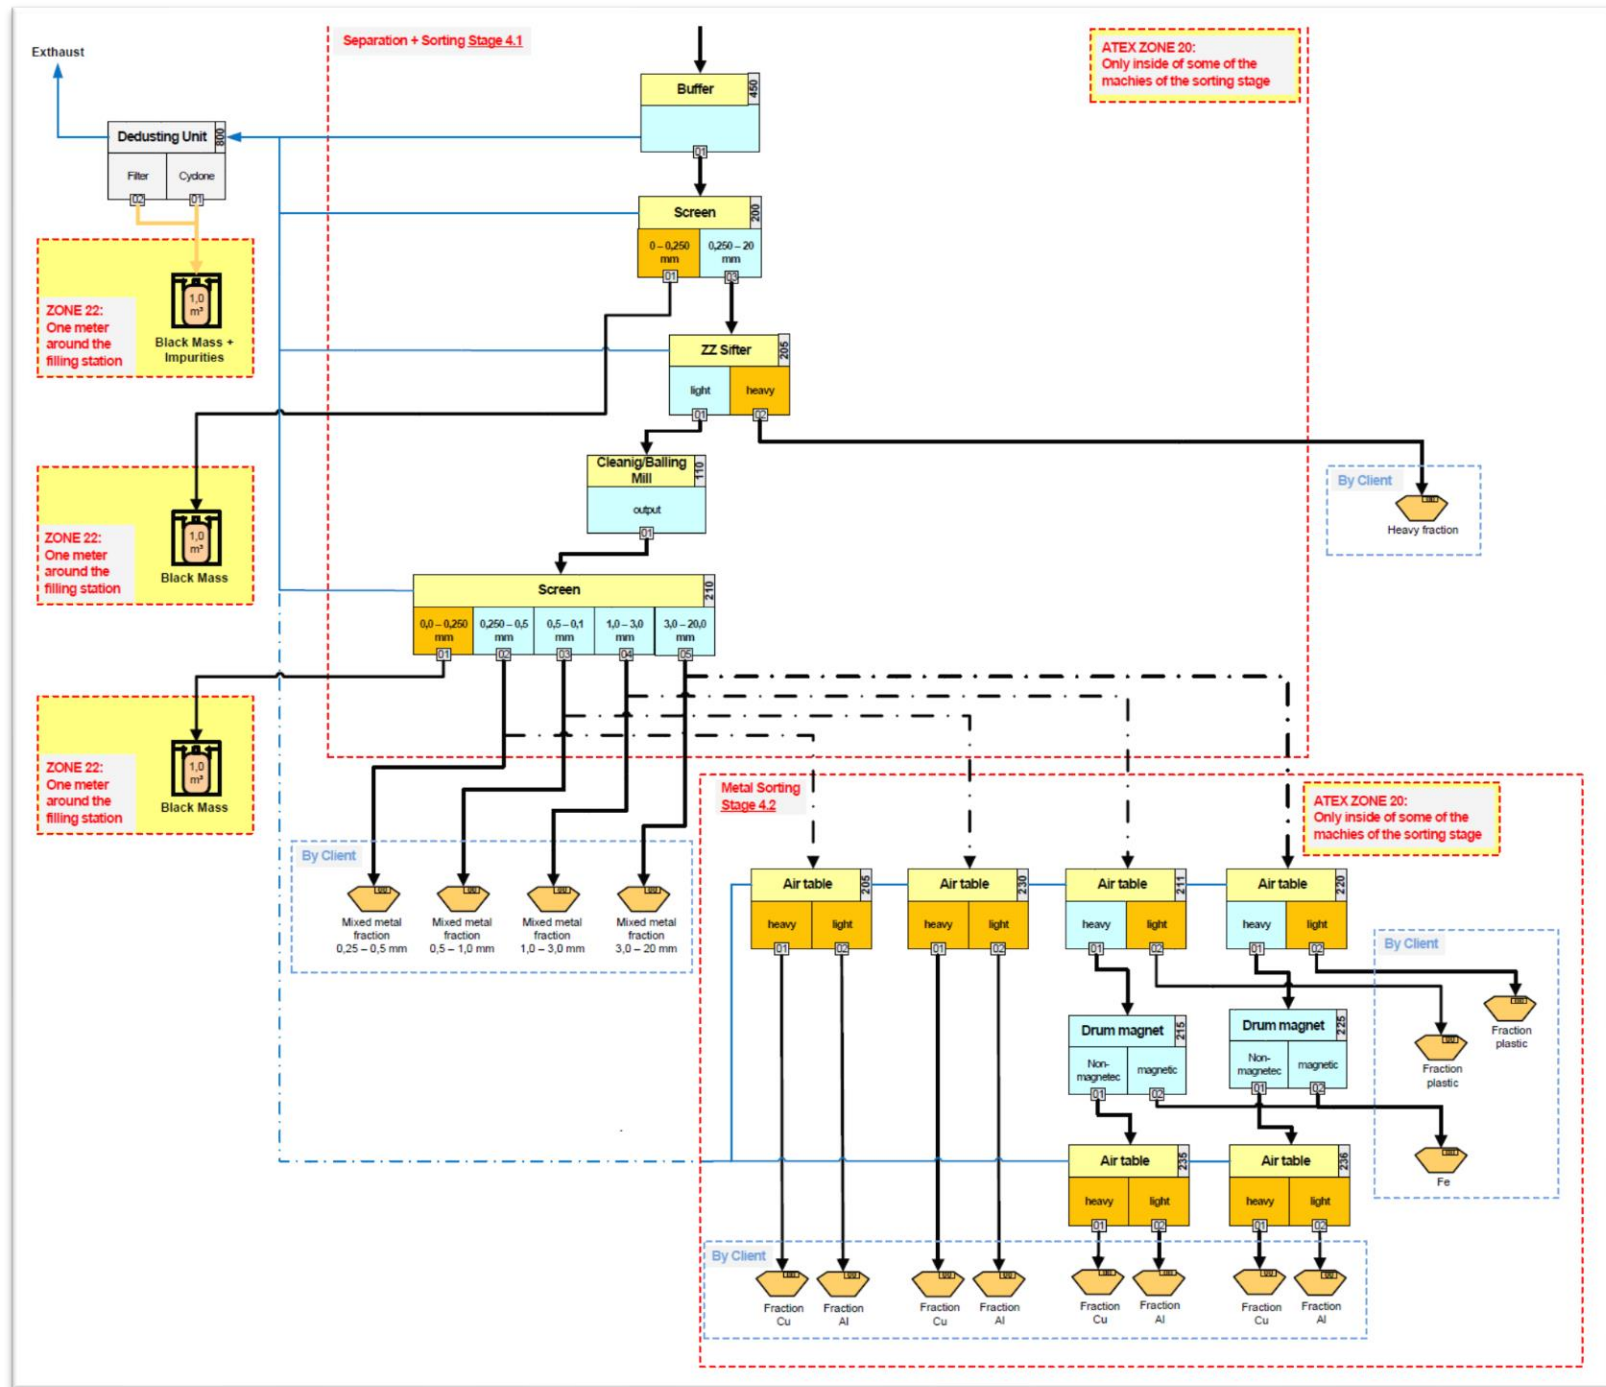 Separation + Sorting Stage 4.1
ATEX ZONE 20:
Only inside of some of the
machies of the sorting stage
Exthaust
Buffer
450
01
Dedusting Unit
800
Filter
Cyclone
02
01
Screen
200
0 – 0,250
mm
0,250 – 20
mm
01
03
ZONE 22:
One meter
around the
filling station
1,0
m³
Black Mass +
Impurities
ZZ Sifter
205
light
heavy
01
02
Cleanig/Balling
Mill
110
output
01
By Client
Heavy fraction
ZONE 22:
One meter
around the
filling station
1,0
m³
Black Mass
Screen
210
0,0 – 0,250
mm
0,250 – 0,5
mm
0,5 – 0,1
mm
1,0 – 3,0
mm
3,0 – 20,0
mm
01
02
03
04
05
ZONE 22:
One meter
around the
filling station
1,0
m³
Black Mass
Metal Sorting
Stage 4.2
ATEX ZONE 20:
Only inside of some of the
machies of the sorting stage
By Client
Mixed metal
fraction
0,25 – 0,5 mm
Mixed metal
fraction
0,5 – 1,0 mm
Mixed metal
fraction
1,0 – 3,0 mm
Mixed metal
fraction
3,0 – 20 mm
Air table
205
heavy
light
01
02
Air table
230
heavy
light
01
02
Air table
211
heavy
light
01
02
Air table
220
heavy
light
01
02
By Client
Fraction
plastic
Fraction
plastic
Drum magnet
215
Non-
magnetec
magnetic
01
02
Drum magnet
225
Non-
magnetec
magnetic
01
02
Fe
Air table
235
heavy
light
01
02
Air table
236
heavy
light
01
02
By Client
Fraction
Cu
Fraction
Al
Fraction
Cu
Fraction
Al
Fraction
Cu
Fraction
Al
Fraction
Cu
Fraction
Al